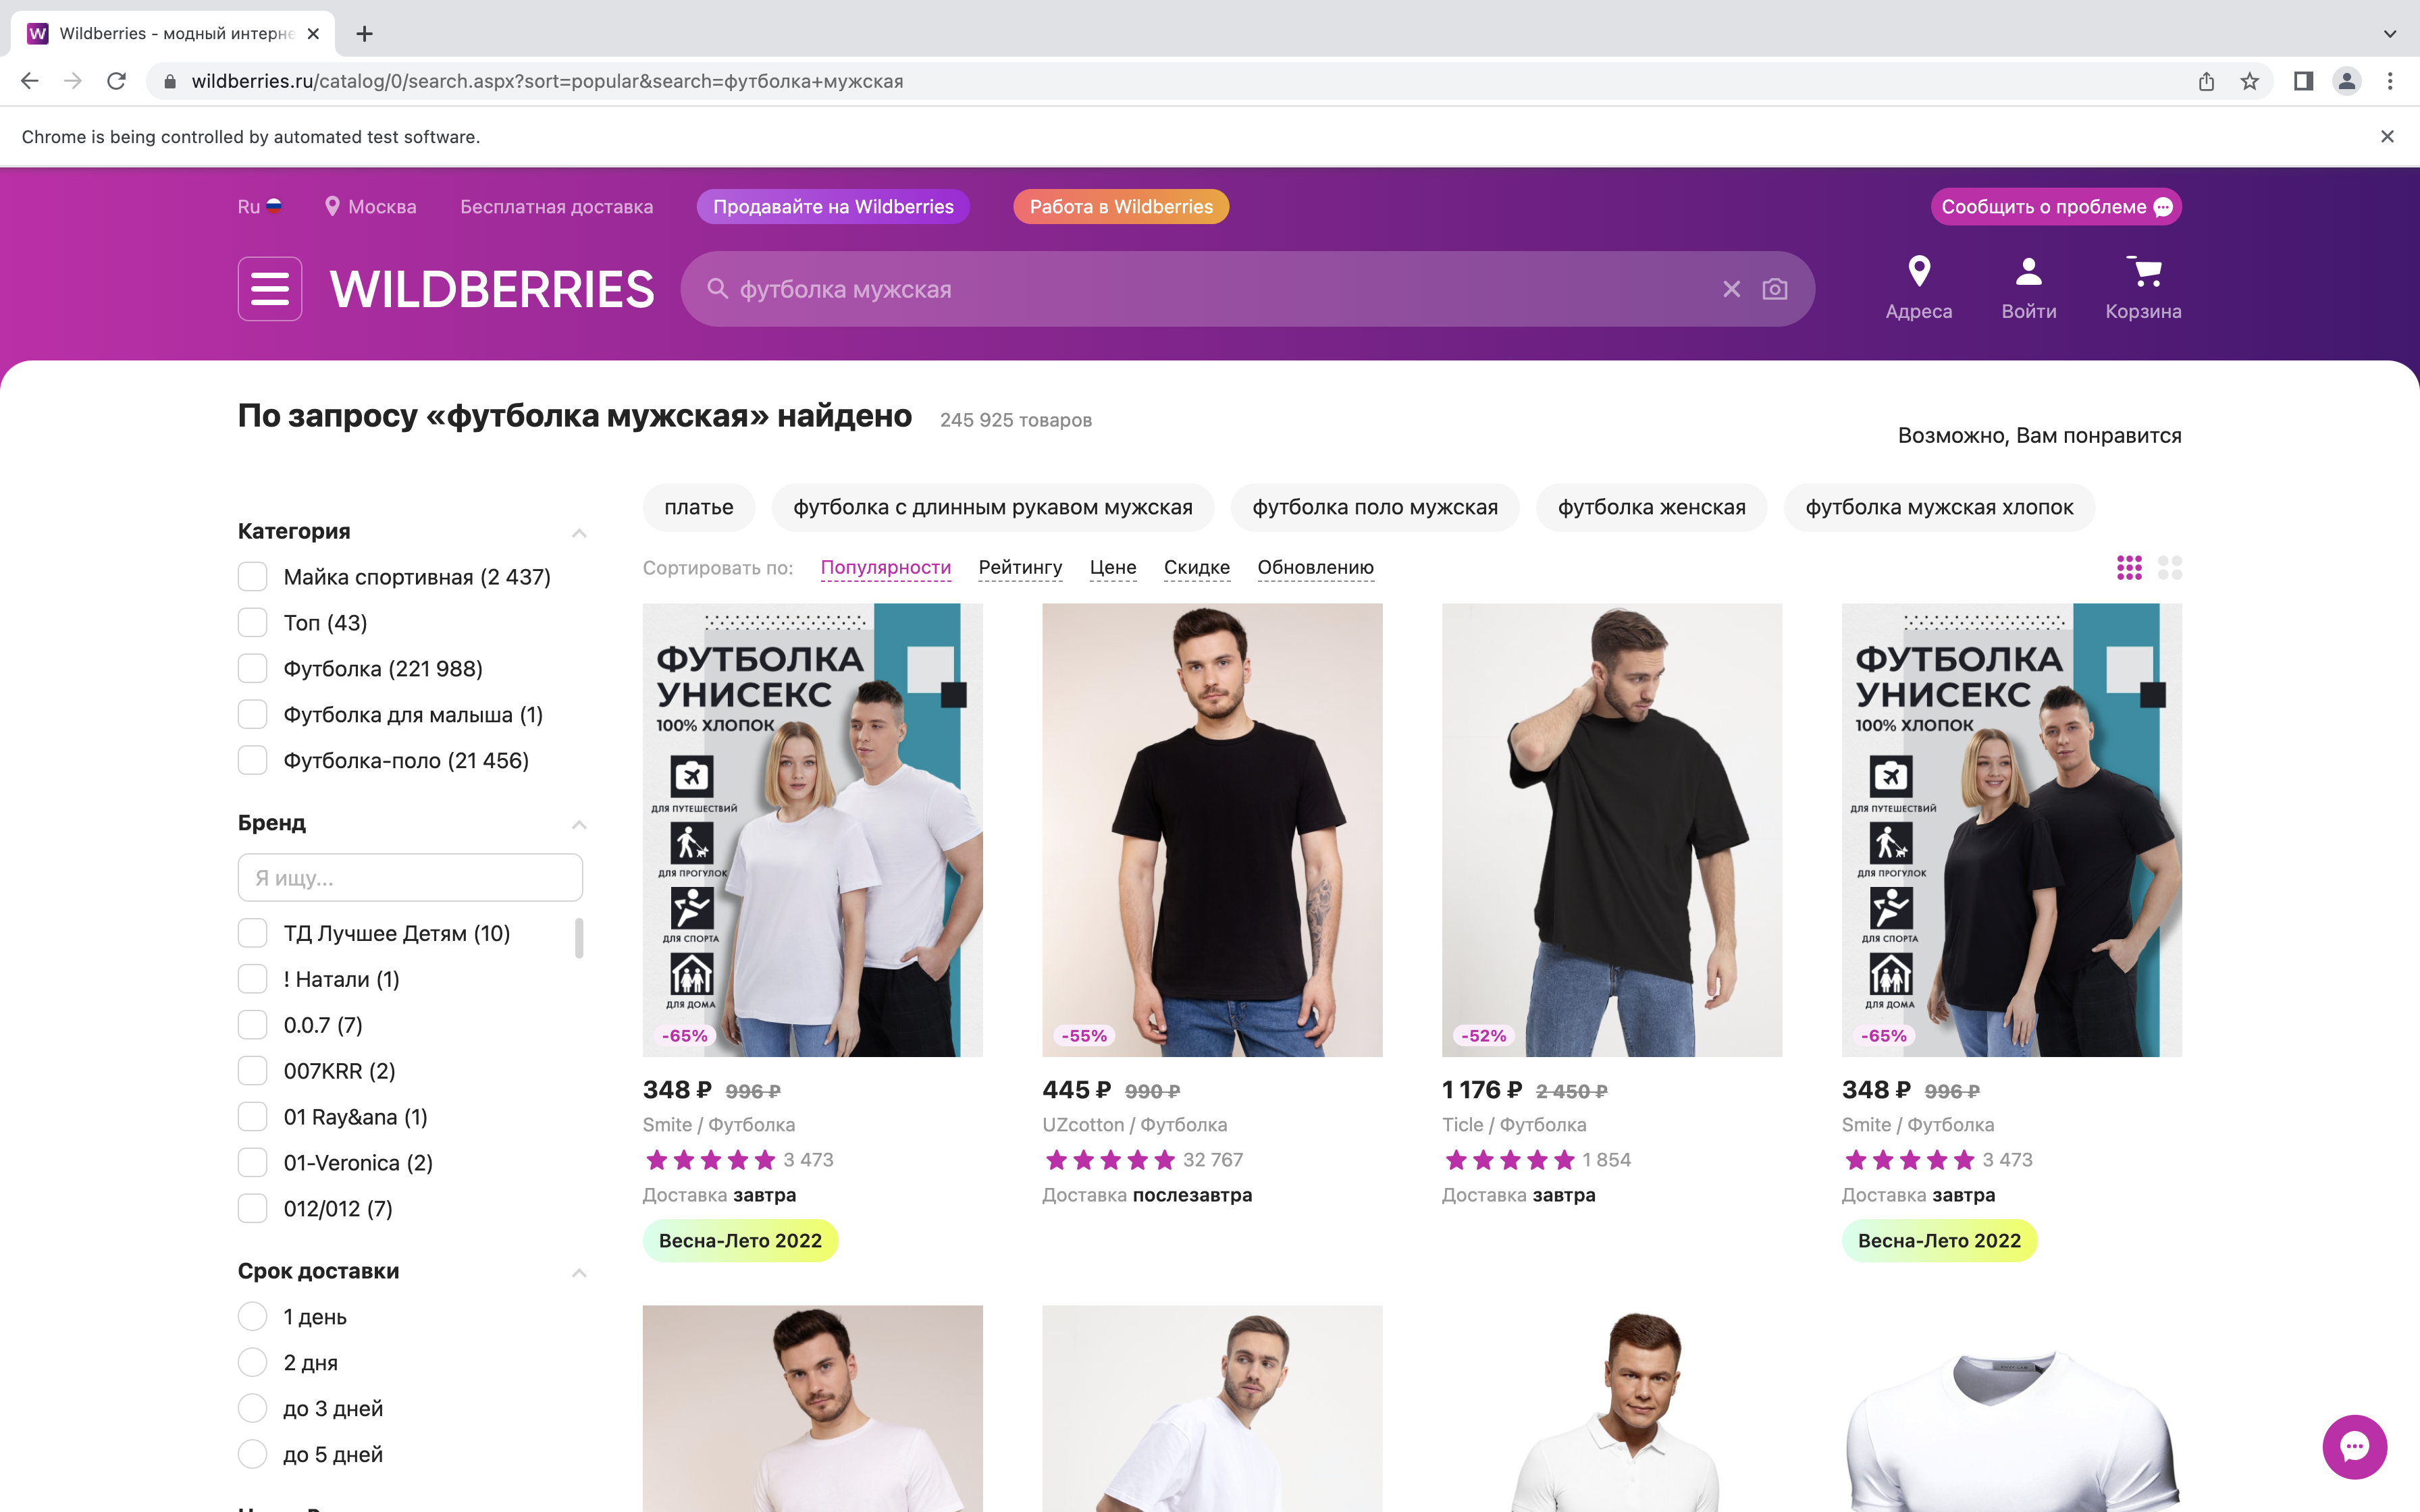 Wildberries - модный интерне
wildberries.ru/catalog/0/search.aspx?sort=popular&search=футболка+мужская
Chrome is being controlled by automated test software.
Ru
Москва
Бесплатная доставка
Продавайте на Wildberries
Работа в Wildberries
Сообщить о проблеме
WILDBERRIES
футболка мужская
Адреса
Войти
Корзина
По запросу «футболка мужская» найдено 245 925 товаров
Возможно, Вам понравится
платье
футболка с длинным рукавом мужская
футболка поло мужская
футболка женская
футболка мужская хлопок
Сортировать по: Популярности Рейтингу Цене Скидке Обновлению
Категория
Майка спортивная (2 437)
Топ (43)
Футболка (221 988)
Футболка для малыша (1)
Футболка-поло (21 456)
Бренд
Я ищу...
ТД Лучшее Детям (10)
! Натали (1)
0.0.7 (7)
007KRR (2)
01 Ray&ana (1)
01-Veronica (2)
012/012 (7)
Срок доставки
1 день
2 дня
до 3 дней
до 5 дней
ФУТБОЛКА
УНИСЕКС
100% ХЛОПОК
ДЛЯ ПУТЕШЕСТВИЙ
ДЛЯ ПРОГУЛОК
ДЛЯ СПОРТА
ДЛЯ ДОМА
-65%
348 ₽ 996 ₽
Smite / Футболка
3 473
Доставка завтра
Весна-Лето 2022
-55%
445 ₽ 990 ₽
UZcotton / Футболка
32 767
Доставка послезавтра
-52%
1 176 ₽ 2 450 ₽
Ticle / Футболка
1 854
Доставка завтра
ФУТБОЛКА
УНИСЕКС
100% ХЛОПОК
ДЛЯ ПУТЕШЕСТВИЙ
ДЛЯ ПРОГУЛОК
ДЛЯ СПОРТА
ДЛЯ ДОМА
-65%
348 ₽ 996 ₽
Smite / Футболка
3 473
Доставка завтра
Весна-Лето 2022